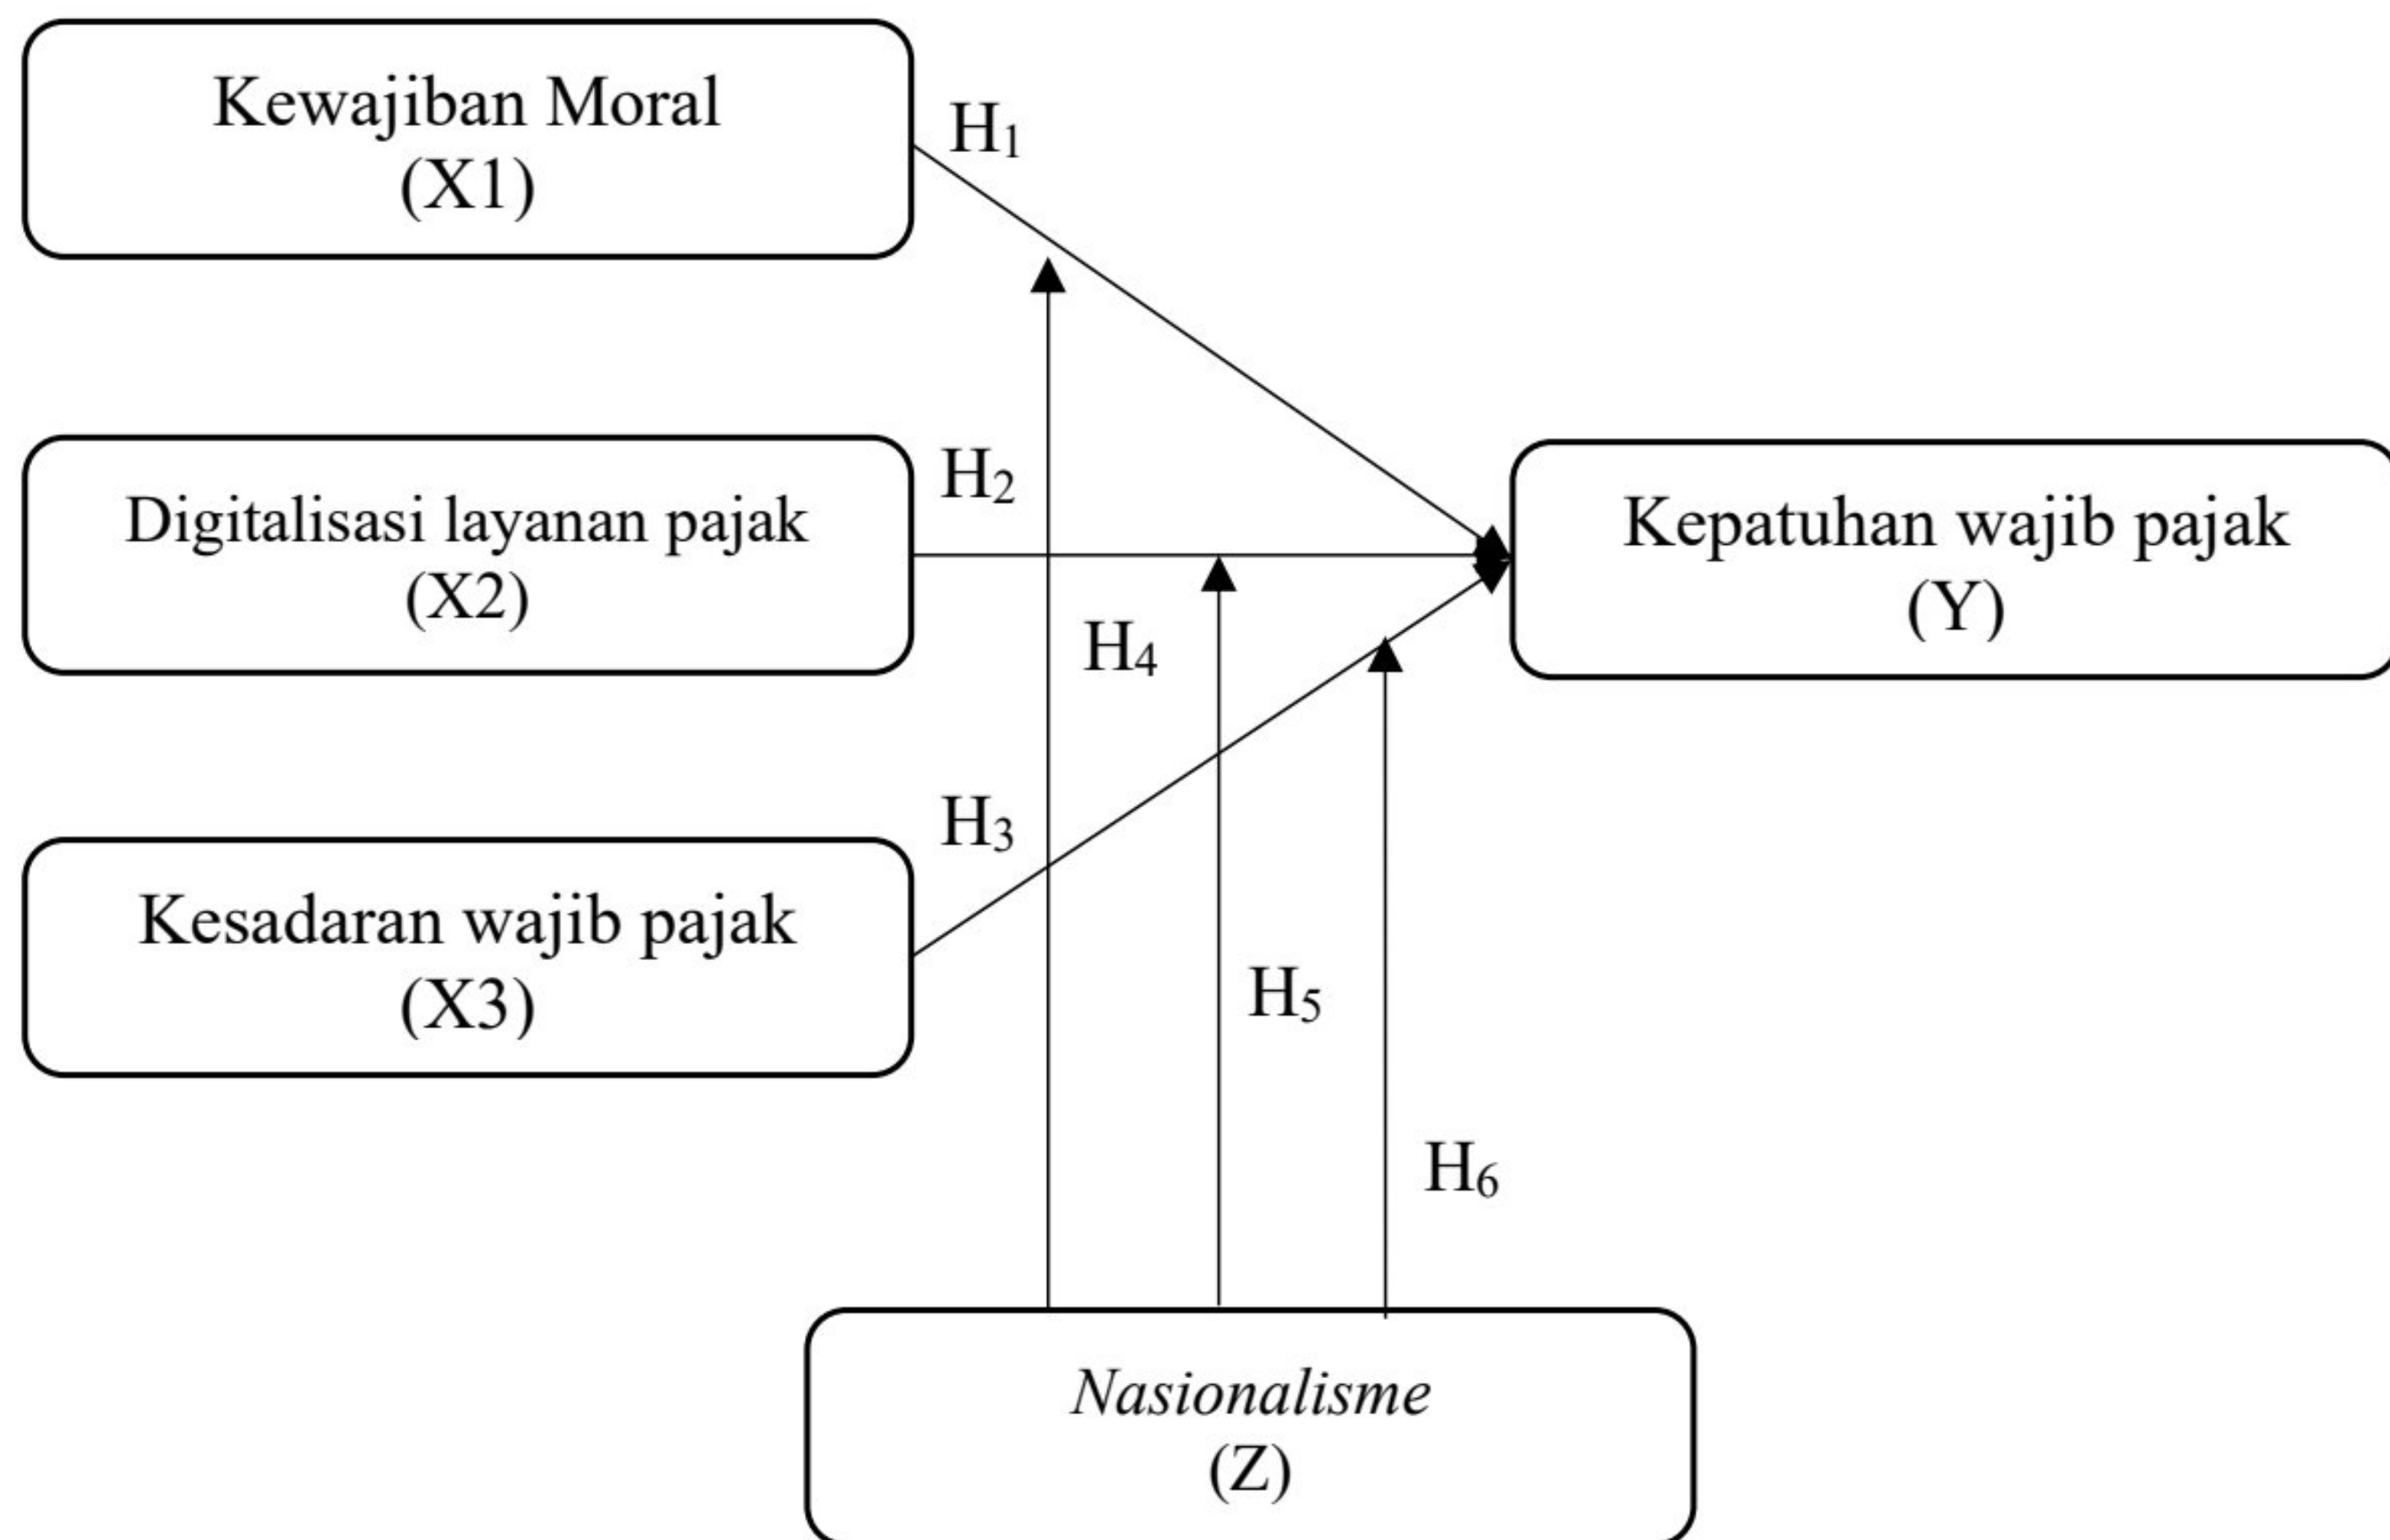 Kewajiban Moral
(X1)
H1
H2
Digitalisasi layanan pajak
(X2)
Kepatuhan wajib pajak
(Y)
H4
H3
Kesadaran wajib pajak
(X3)
H5
H6
Nasionalisme
(Z)